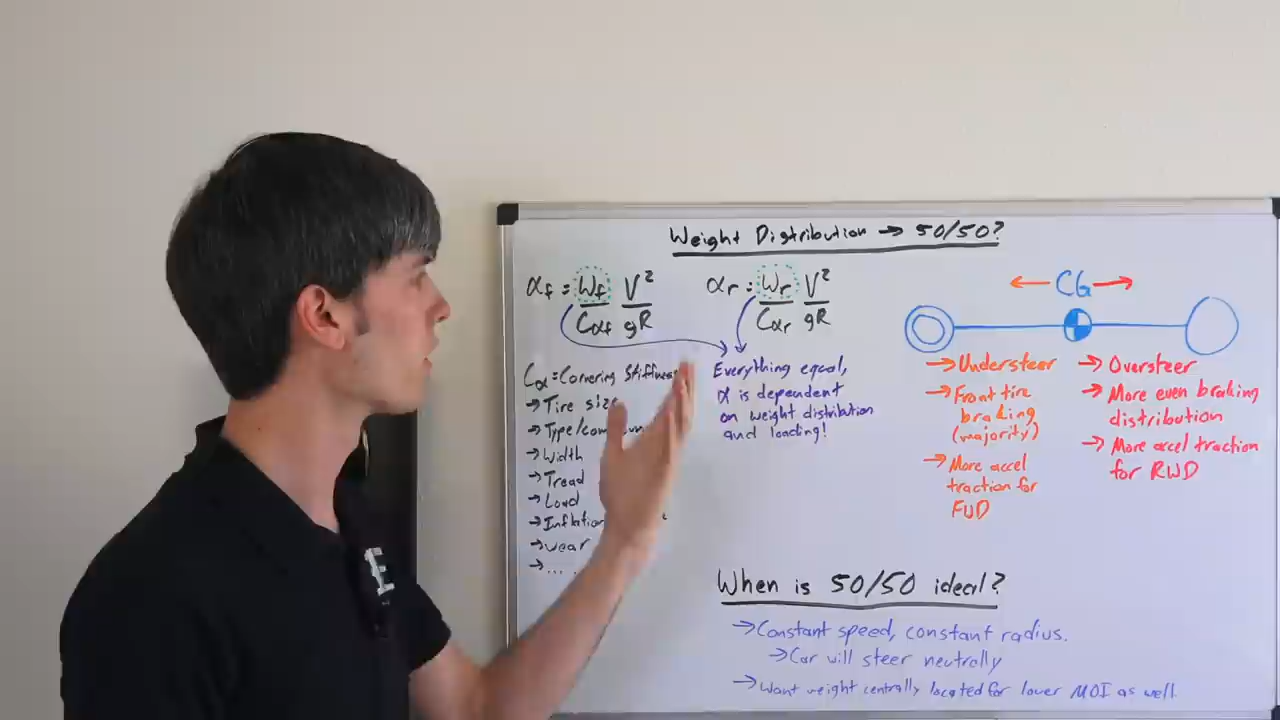 Weight Distribution → 50/50?
αf = Wf/Cαf V²/gR
αr = Wr/Cαr V²/gR
Cα = Cornering Stiffness
→ Tire size
→ Type/
→ Width
→ Tread
→ Load
→ Inflation
→ wear
→ ....
Everything equal,
α is dependent
on weight distribution
and loading!
← CG →
→ Understeer
→ Front tire
braking
(majority)
→ More accel
traction for
FWD
→ Oversteer
→ More even braking
distribution
→ More accel traction
for RWD
When is 50/50 ideal?
→ Constant speed, constant radius.
→ Car will steer neutrally
→ Want weight centrally located for lower MOI as well.
E